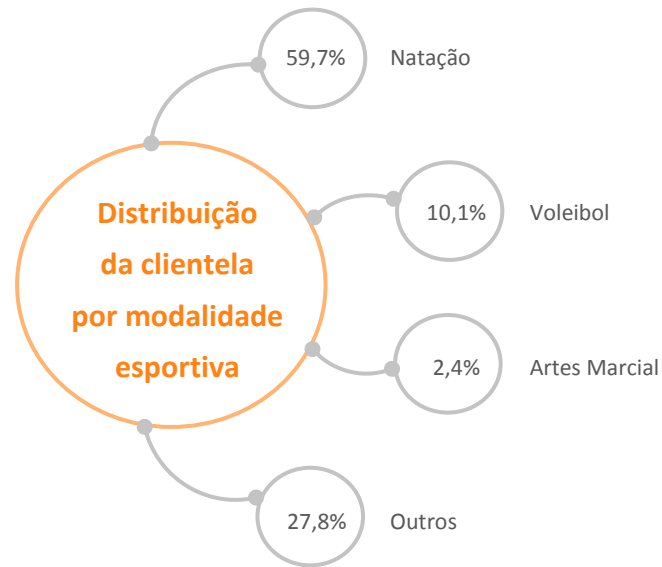 59,7% Natação
Distribuição
da clientela
por modalidade
esportiva
10,1% Voleibol
2,4% Artes Marcial
27,8% Outros